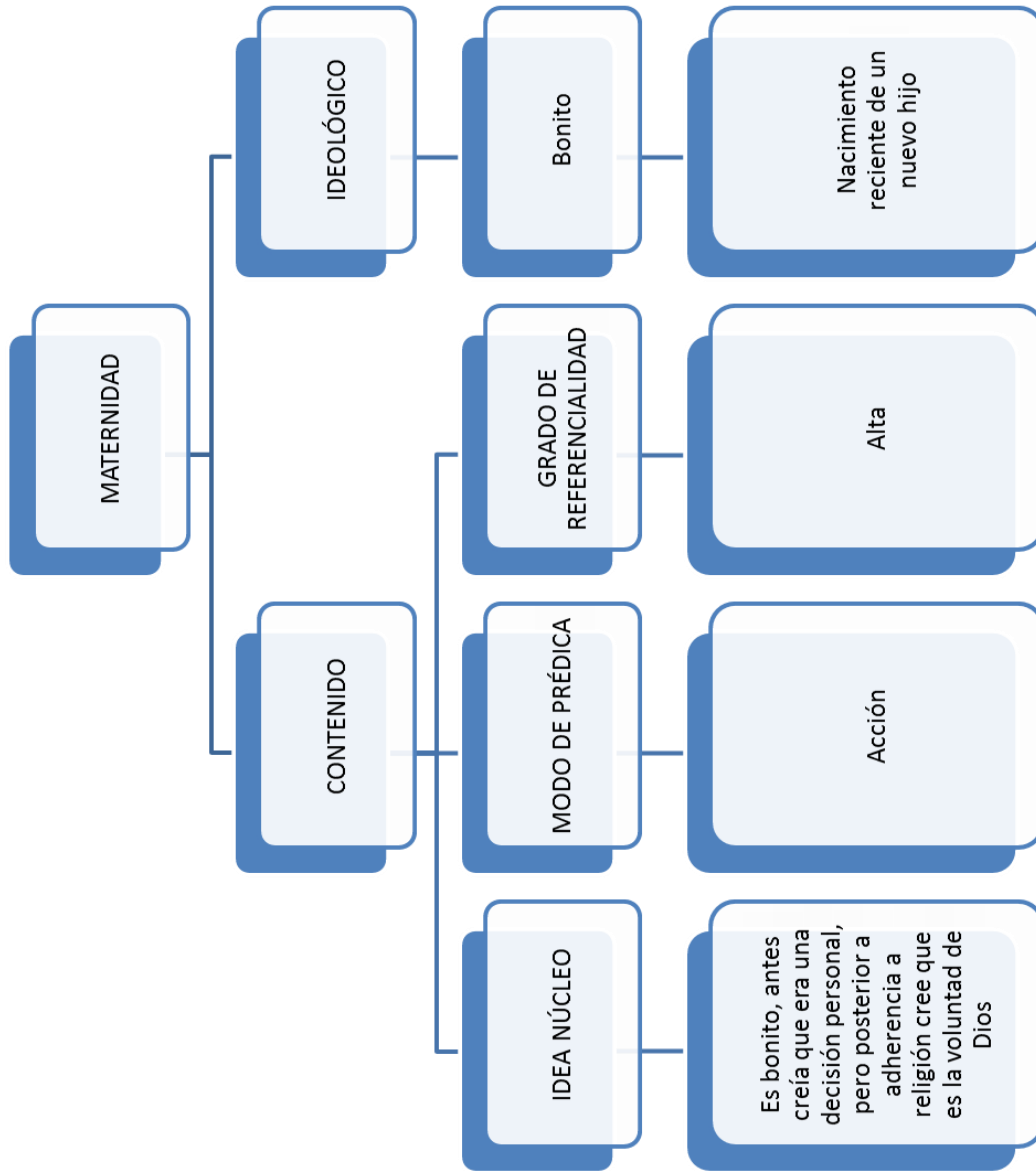 MATERNIDAD
CONTENIDO
IDEOLÓGICO
IDEA NÚCLEO
MODO DE PRÉDICA
GRADO DE
REFERENCIALIDAD
Bonito
Es bonito, antes
creía que era una
decisión personal,
pero posterior a
adherencia a
religión cree que
es la voluntad de
Dios
Acción
Alta
Nacimiento
reciente de un
nuevo hijo